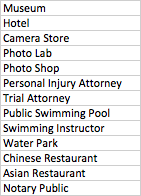 Museum
Hotel
Camera Store
Photo Lab
Photo Shop
Personal Injury Attorney
Trial Attorney
Public Swimming Pool
Swimming Instructor
Water Park
Chinese Restaurant
Asian Restaurant
Notary Public